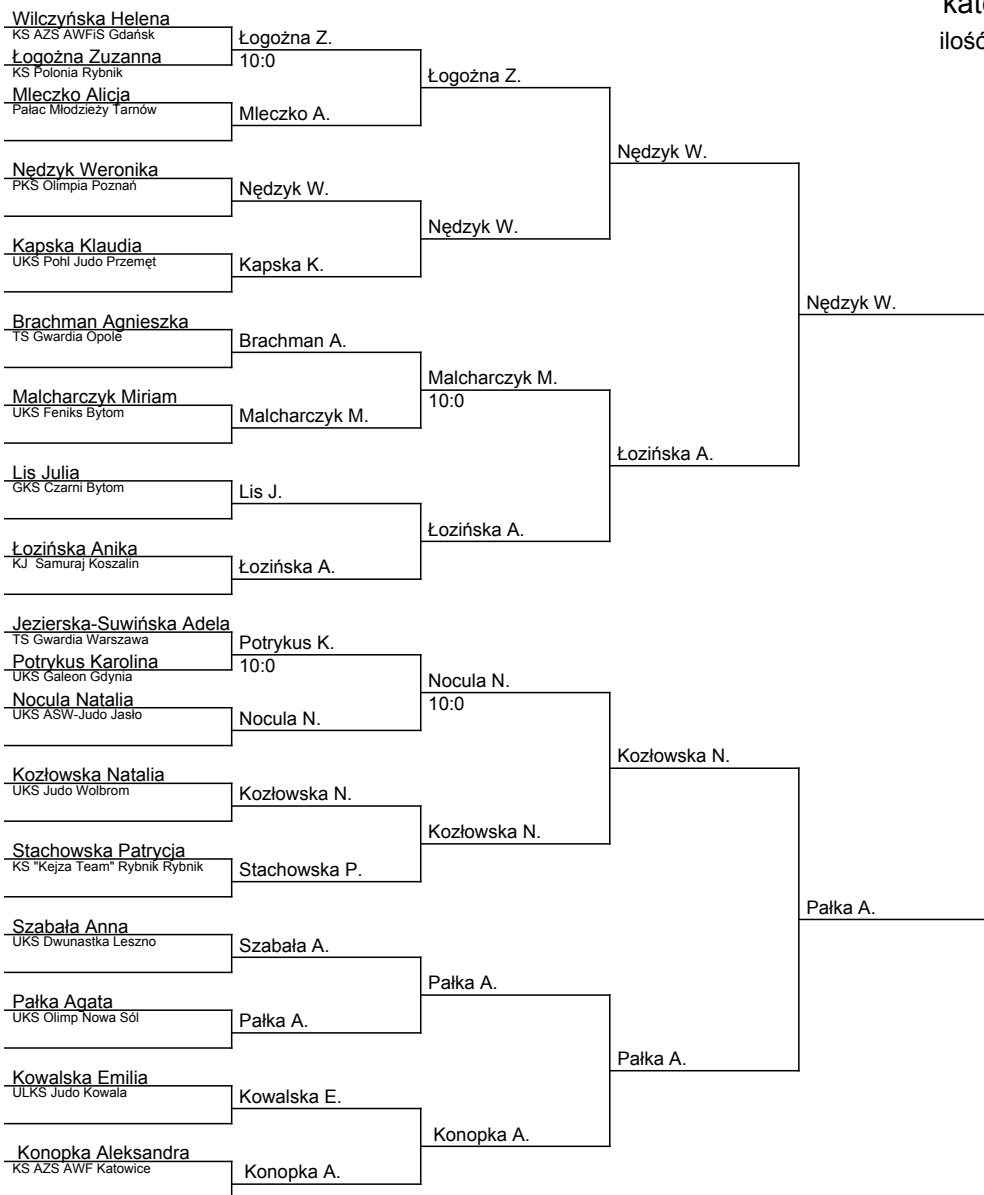 kate
ilość
Wilczyńska Helena
KS AZS AWFiS Gdańsk
Łogożna Z.
10:0
Łogożna Zuzanna
KS Polonia Rybnik
Łogożna Z.
Mleczko Alicja
Pałac Młodzieży Tarnów
Mleczko A.
Nędzyk W.
Nędzyk Weronika
PKS Olimpia Poznań
Nędzyk W.
Nędzyk W.
Kapska Klaudia
UKS Pohl Judo Przemęt
Kapska K.
Nędzyk W.
Brachman Agnieszka
TS Gwardia Opole
Brachman A.
Malcharczyk M.
10:0
Malcharczyk Miriam
UKS Feniks Bytom
Malcharczyk M.
Łozińska A.
Lis Julia
GKS Czarni Bytom
Lis J.
Łozińska A.
Łozińska Anika
KJ Samuraj Koszalin
Łozińska A.
Jezierska-Suwińska Adela
TS Gwardia Warszawa
Potrykus K.
10:0
Potrykus Karolina
UKS Galeon Gdynia
Nocula N.
10:0
Nocula Natalia
UKS ASW-Judo Jasło
Nocula N.
Kozłowska N.
Kozłowska Natalia
UKS Judo Wolbrom
Kozłowska N.
Kozłowska N.
Stachowska Patrycja
KS "Kejza Team" Rybnik Rybnik
Stachowska P.
Pałka A.
Szabała Anna
UKS Dwunastka Leszno
Szabała A.
Pałka A.
Pałka Agata
UKS Olimp Nowa Sól
Pałka A.
Pałka A.
Kowalska Emilia
ULKS Judo Kowala
Kowalska E.
Konopka A.
Konopka Aleksandra
KS AZS AWF Katowice
Konopka A.